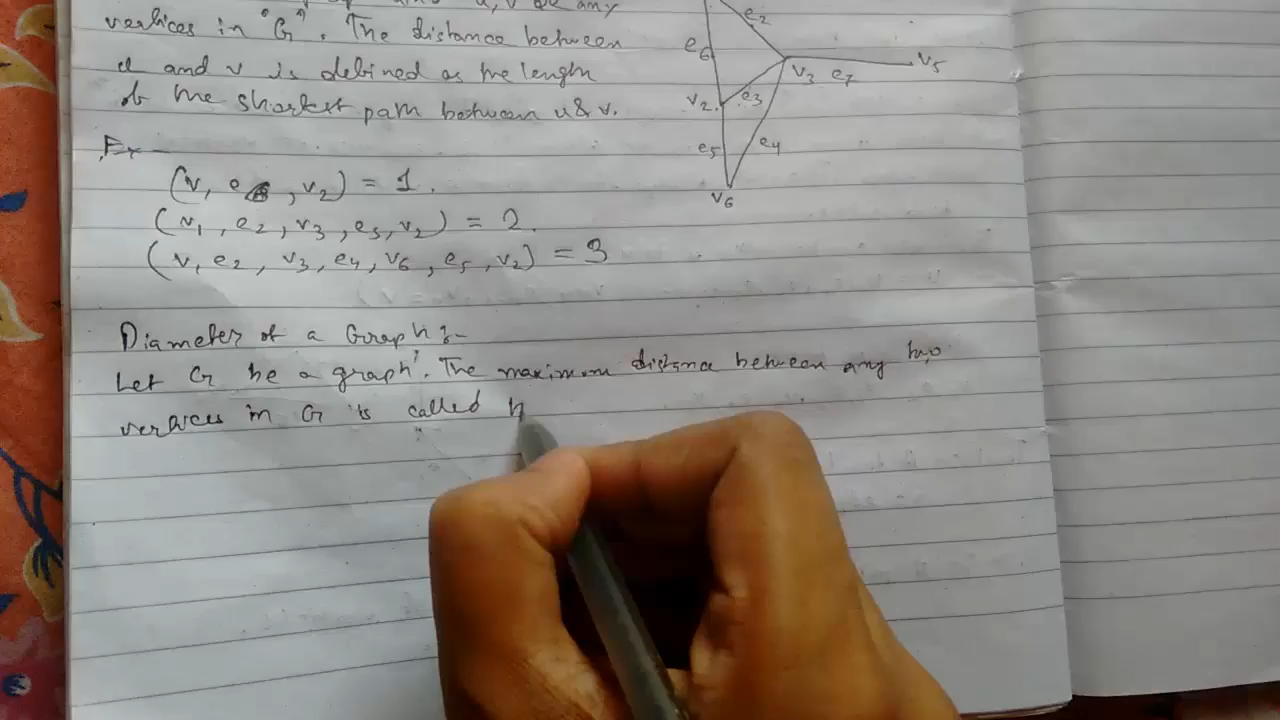 u, v be any
vertices in "G". The distance between
u and v is defined as the length
of the shortest path between u & v.
Ex-
(v, e6, v2) = 1.
(v1, e2, v3, e3, v2) = 2.
(v, e2, v3, e4, v6, e5, v2) = 3
e2
e6
v3
e7
v5
v2.
e3
e5
e4
v6
Diameter of a Graph :-
Let G be a graph. The maximum distance between any two
vertices in G is called